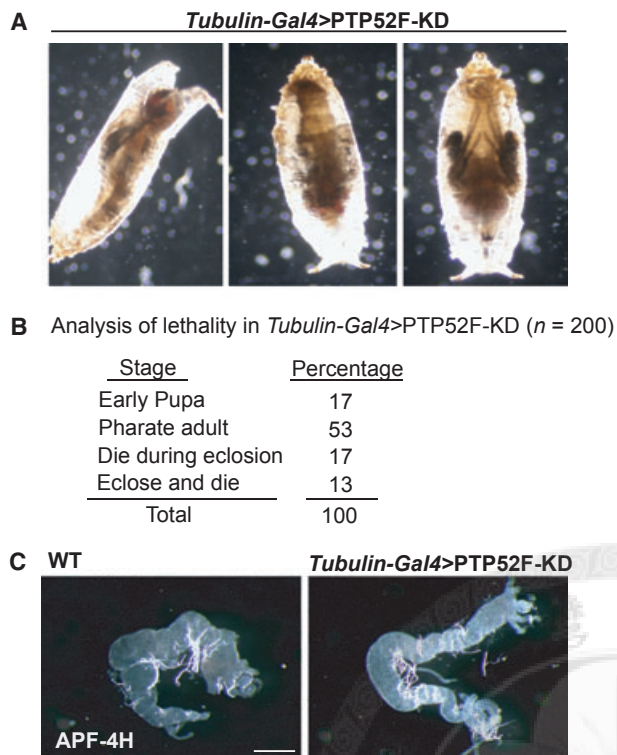 A
Tubulin-Gal4>PTP52F-KD
B Analysis of lethality in Tubulin-Gal4>PTP52F-KD (n = 200)
Stage Percentage
Early Pupa 17
Pharate adult 53
Die during eclosion 17
Eclose and die 13
Total 100
C WT Tubulin-Gal4>PTP52F-KD
APF-4H